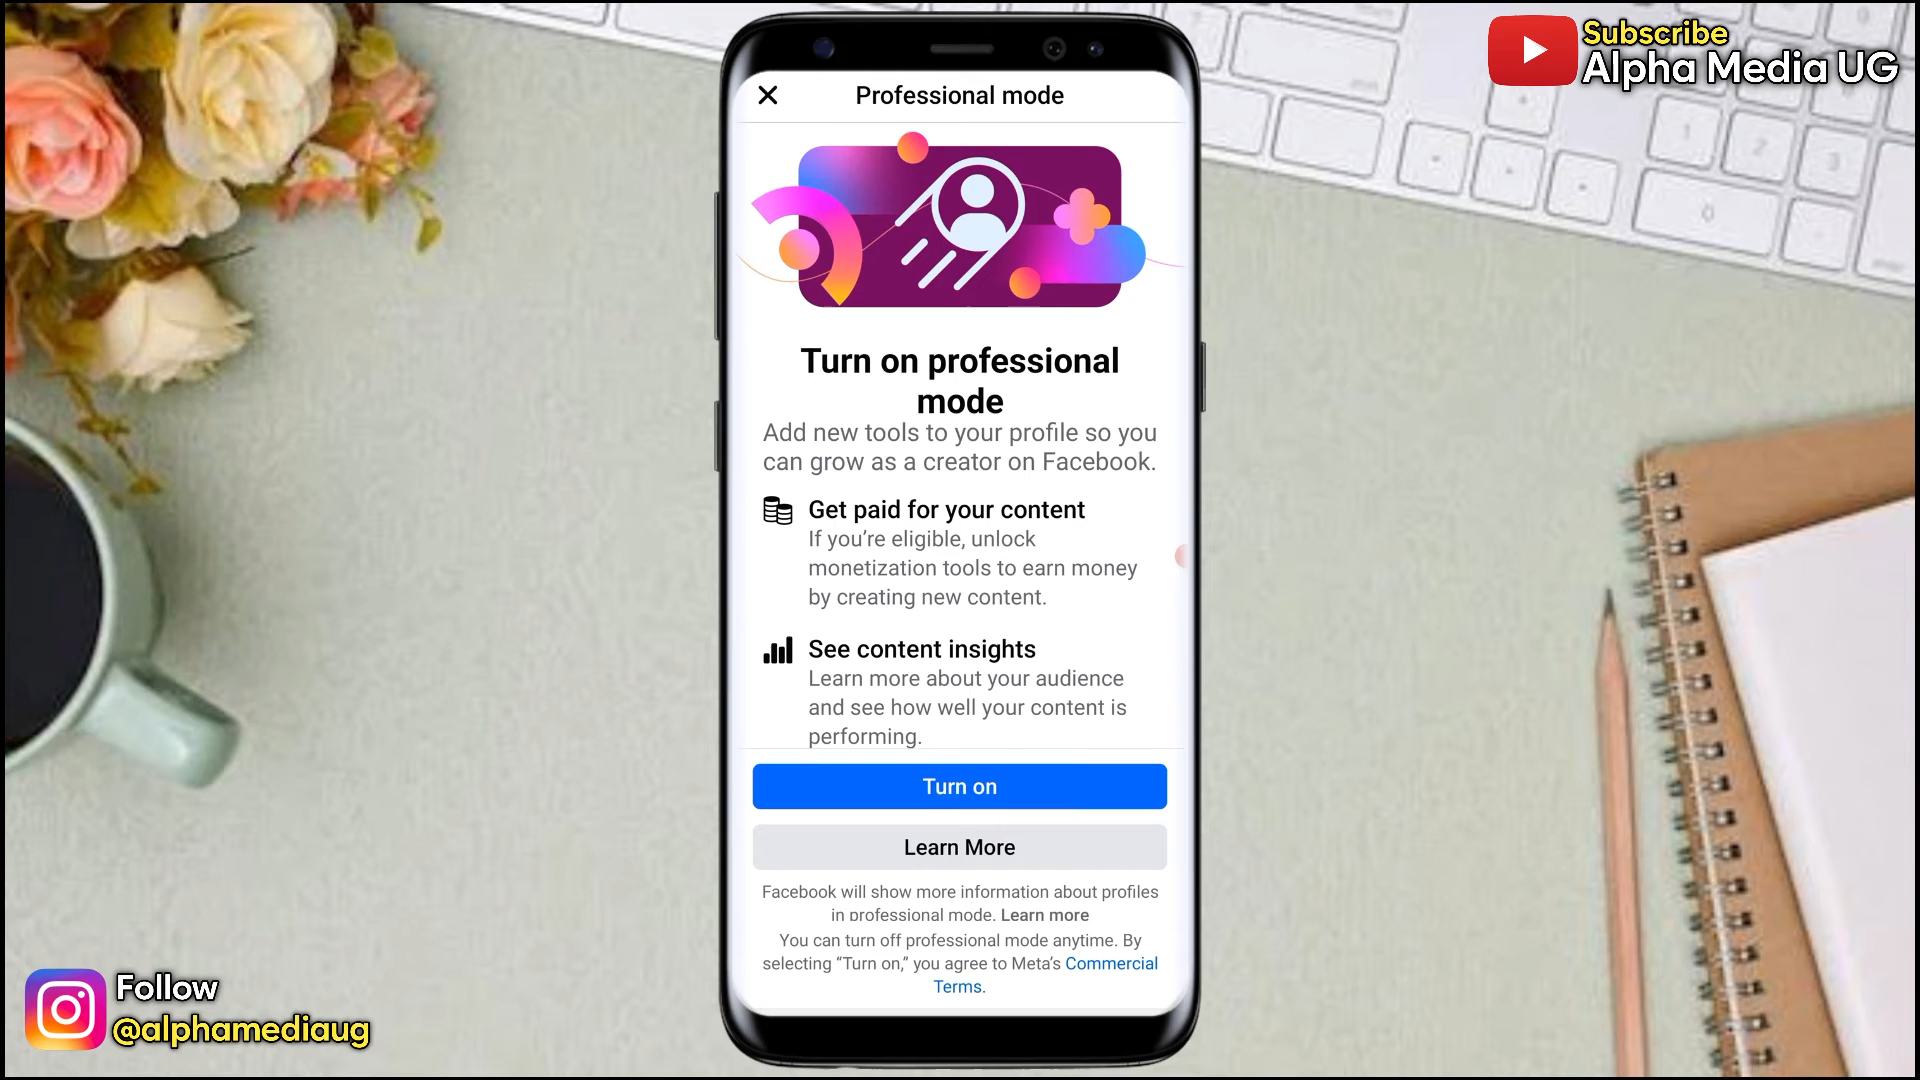 Subscribe
Alpha Media UG
Professional mode
Turn on professional
mode
Add new tools to your profile so you
can grow as a creator on Facebook.
Get paid for your content
If you’re eligible, unlock
monetization tools to earn money
by creating new content.
See content insights
Learn more about your audience
and see how well your content is
performing.
Turn on
Learn More
Facebook will show more information about profiles
in professional mode. Learn more
You can turn off professional mode anytime. By
selecting “Turn on,” you agree to Meta’s Commercial
Terms.
1
2
3
0
Follow
@alphamediaug